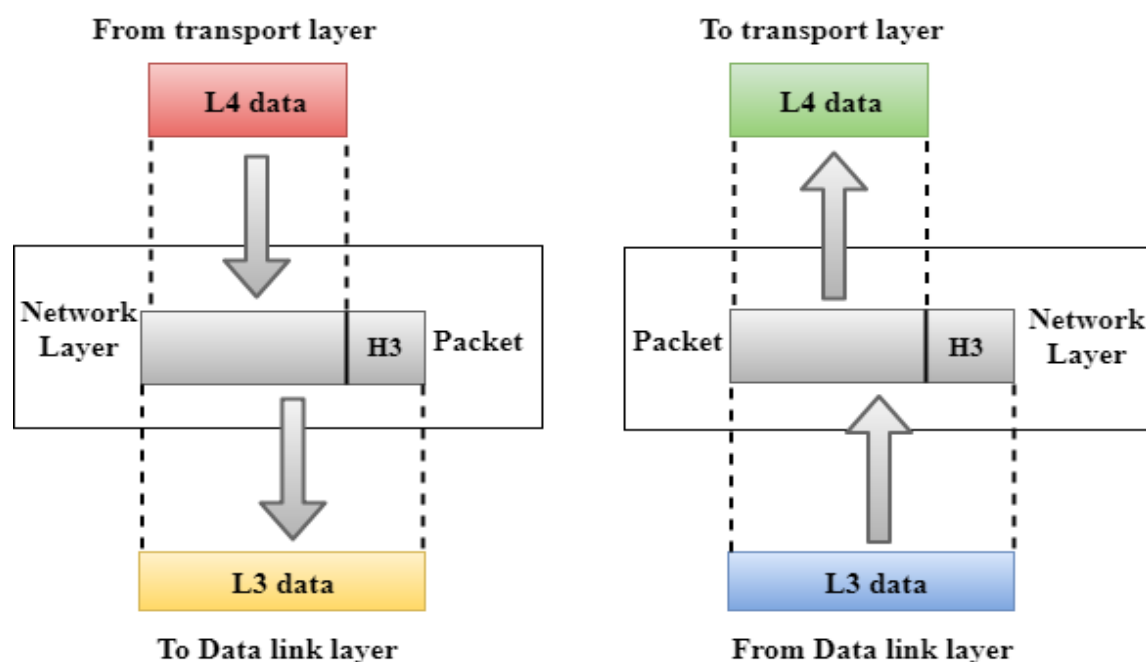 From transport layer
L4 data
Network
Layer
H3
Packet
L3 data
To Data link layer
To transport layer
L4 data
Packet
H3
Network
Layer
L3 data
From Data link layer